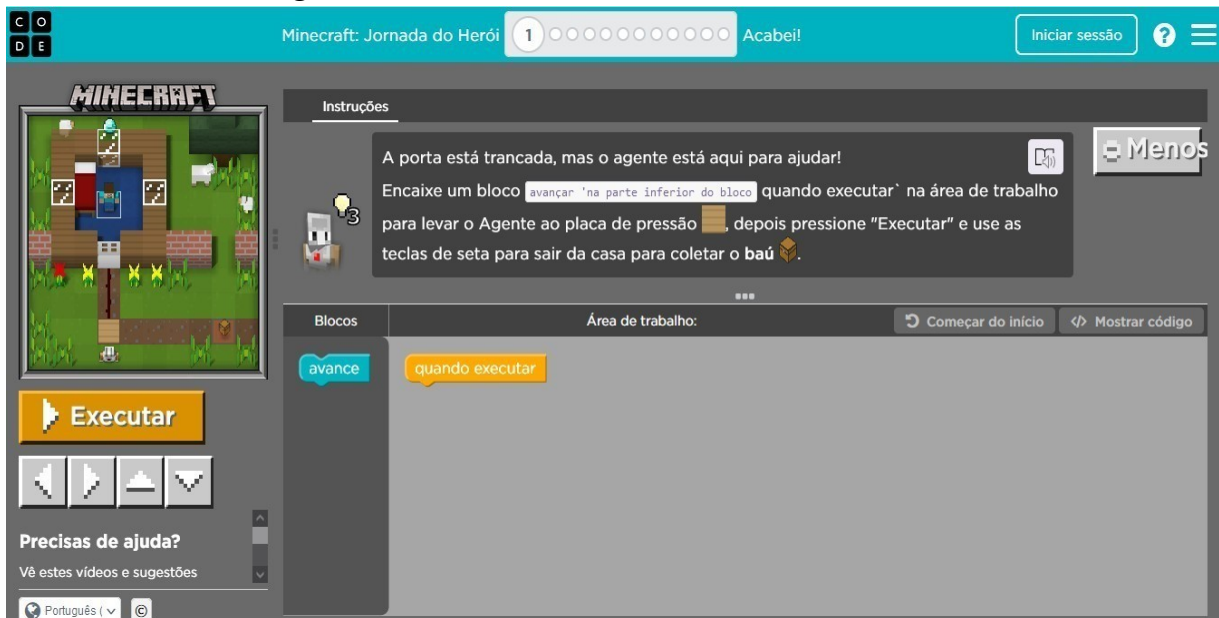 C O
D E
Minecraft: Jornada do Herói 1 Acabei! Iniciar sessão ?
MINECRAFT
Instruções
A porta está trancada, mas o agente está aqui para ajudar!
Encaixe um bloco avançar 'na parte inferior do bloco quando executar` na área de trabalho
para levar o Agente ao placa de pressão , depois pressione "Executar" e use as
teclas de seta para sair da casa para coletar o baú .
3
Menos
Blocos Área de trabalho: Começar do início </> Mostrar código
avance quando executar
Executar
Precisas de ajuda?
Vê estes vídeos e sugestões
Português (
©